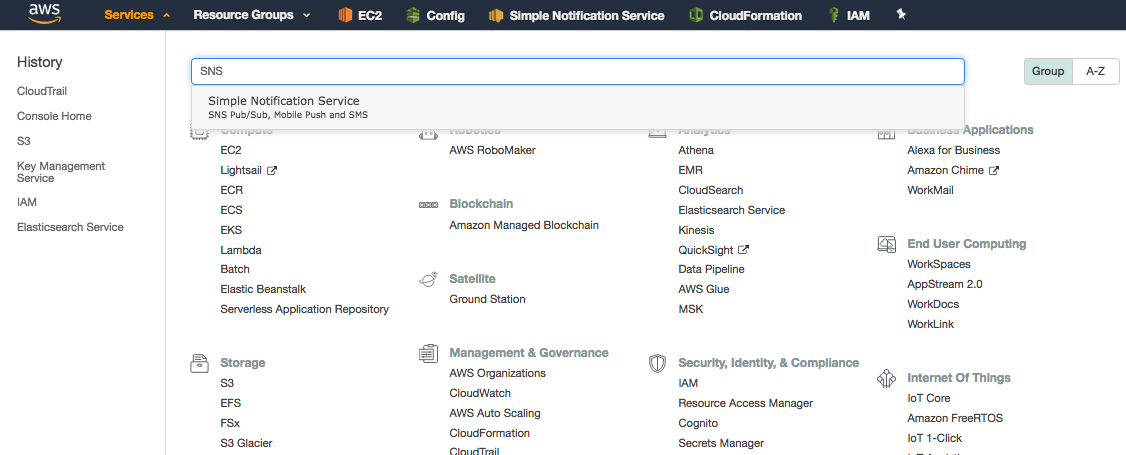 aws
Services
Resource Groups
EC2
Config
Simple Notification Service
CloudFormation
IAM
History
CloudTrail
Console Home
S3
Key Management
Service
IAM
Elasticsearch Service
SNS
Group
A-Z
Simple Notification Service
SNS Pub/Sub, Mobile Push and SMS
Compute
EC2
Lightsail
ECR
ECS
EKS
Lambda
Batch
Elastic Beanstalk
Serverless Application Repository
Storage
S3
EFS
FSx
S3 Glacier
Robotics
AWS RoboMaker
Blockchain
Amazon Managed Blockchain
Satellite
Ground Station
Management & Governance
AWS Organizations
CloudWatch
AWS Auto Scaling
CloudFormation
CloudTrail
Analytics
Athena
EMR
CloudSearch
Elasticsearch Service
Kinesis
QuickSight
Data Pipeline
AWS Glue
MSK
Security, Identity, & Compliance
IAM
Resource Access Manager
Cognito
Secrets Manager
Business Applications
Alexa for Business
Amazon Chime
WorkMail
End User Computing
WorkSpaces
AppStream 2.0
WorkDocs
WorkLink
Internet Of Things
IoT Core
Amazon FreeRTOS
IoT 1-Click